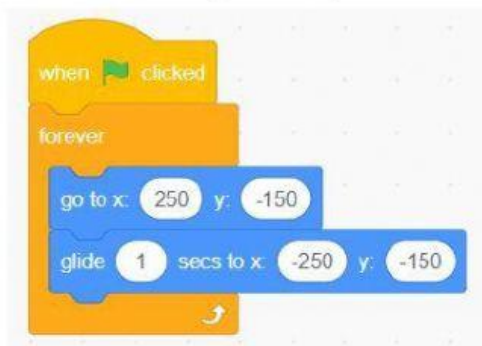 when clicked
forever
go to x: 250 y: -150
glide 1 secs to x: -250 y: -150